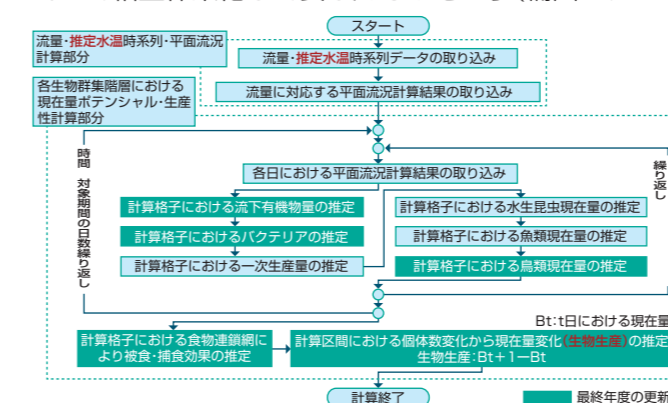 スタート
流量・推定水温時系列・平面流況
計算部分
流量・推定水温時系列データの取り込み
各生物群集階層における
現在量ポテンシャル・生産
性計算部分
流量に対応する平面流況計算結果の取り込み
時間 対象期間の日数繰り返し
繰り返し
各日における平面流況計算結果の取り込み
計算格子における流下有機物量の推定
計算格子におけるバクテリアの推定
計算格子における一次生産量の推定
計算格子における水生昆虫現在量の推定
計算格子における魚類現在量の推定
計算格子における鳥類現在量の推定
Bt:t日における現在量
計算格子における食物連鎖網に
より被食・捕食効果の推定
計算区間における個体数変化から現在量変化(生物生産)の推定
生物生産:Bt+1ーBt
計算終了
最終年度の更新